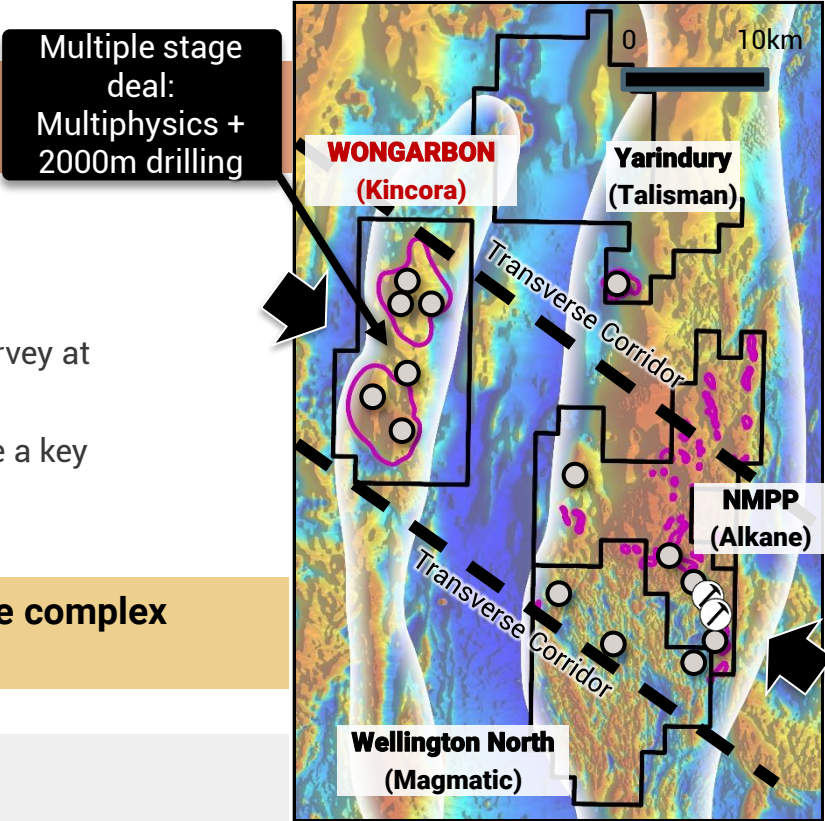 Multiple stage
deal:
Multiphysics +
2000m drilling
0 10km
WONGARBON
(Kincora)
Yarindury
(Talisman)
Transverse Corridor
at
a key
NMPP
(Alkane)
Transverse Corridor
complex
Wellington North
(Magmatic)